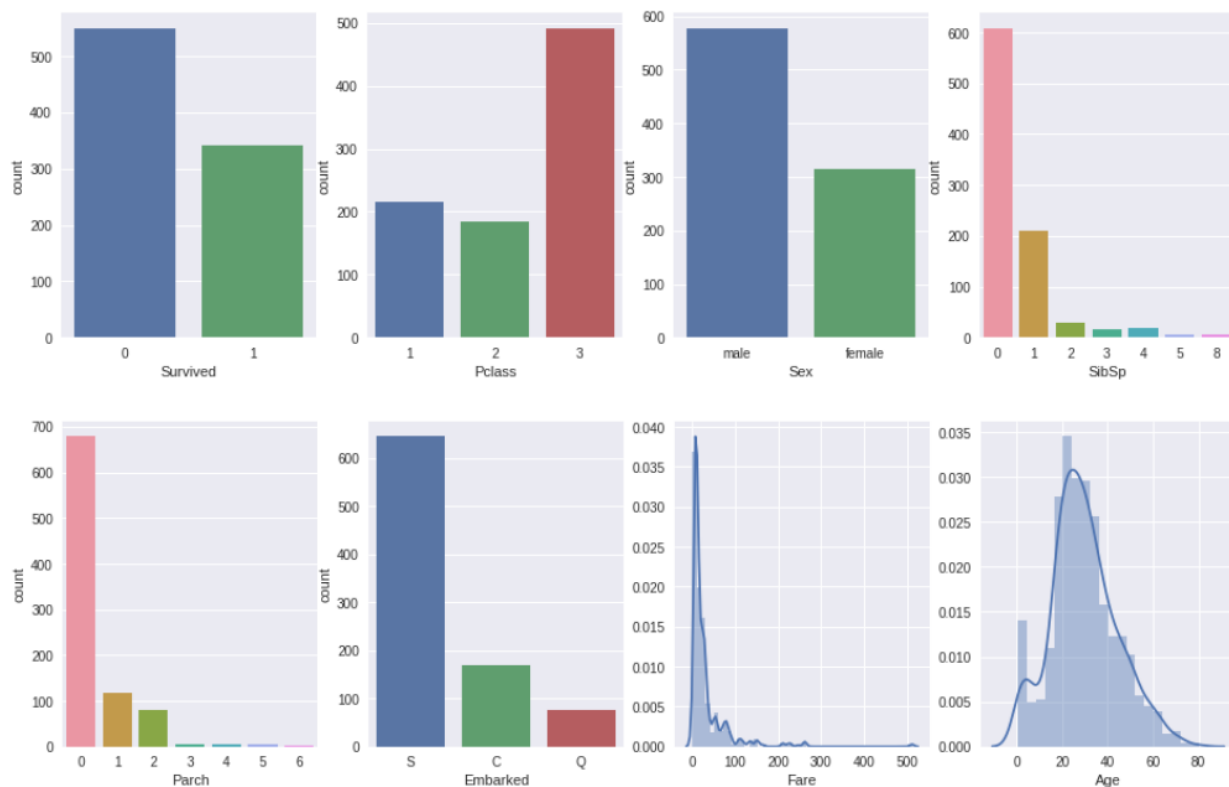 count
500
400
300
200
100
0
0 1
Survived
count
500
400
300
200
100
0
1 2 3
Pclass
count
600
500
400
300
200
100
0
male female
Sex
count
600
500
400
300
200
100
0
0 1 2 3 4 5 8
SibSp
count
700
600
500
400
300
200
100
0
0 1 2 3 4 5 6
Parch
count
600
500
400
300
200
100
0
S C Q
Embarked
0.040
0.035
0.030
0.025
0.020
0.015
0.010
0.005
0.000
0 100 200 300 400 500
Fare
0.035
0.030
0.025
0.020
0.015
0.010
0.005
0.000
0 20 40 60 80
Age